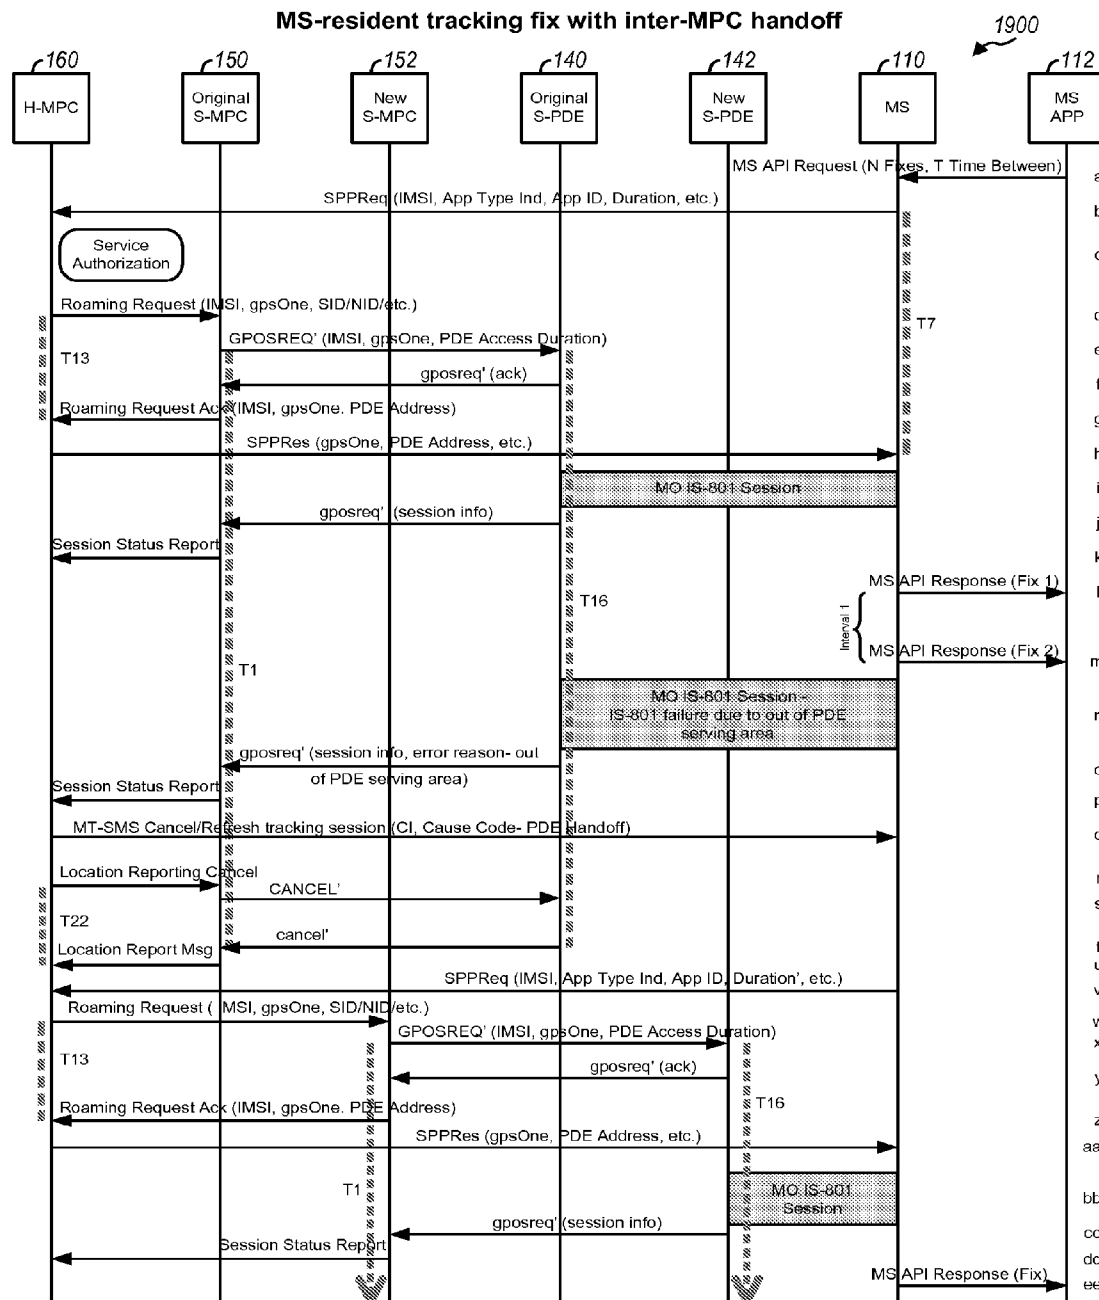 MS-resident tracking fix with inter-MPC handoff
1900
160 150 152 140 142 110 112
H-MPC
Original
S-MPC
New
S-MPC
Original
S-PDE
New
S-PDE
MS
MS
APP
MS API Request (N Fixes, T Time Between)
SPPReq (IMSI, App Type Ind, App ID, Duration, etc.)
b
Service
Authorization
Roaming Request (IMSI, gpsOne, SID/NID/etc.)
T7
GPOSREQ' (IMSI, gpsOne, PDE Access Duration)
e
T13
gposreq' (ack)
f
Roaming Request Ack (IMSI, gpsOne. PDE Address)
g
SPPRes (gpsOne, PDE Address, etc.)
h
MO IS-801 Session
i
gposreq' (session info)
j
Session Status Report
k
MS API Response (Fix 1)
l
T16
Interval 1
MS API Response (Fix 2)
m
T1
MO IS-801 Session -
IS-801 failure due to out of PDE
serving area
gposreq' (session info, error reason- out
of PDE serving area)
Session Status Report
p
MT-SMS Cancel/Refresh tracking session (CI, Cause Code- PDE Handoff)
Location Reporting Cancel
r
CANCEL'
s
T22
cancel'
t
Location Report Msg
u
SPPReq (IMSI, App Type Ind, App ID, Duration', etc.)
v
Roaming Request ( MSI, gpsOne, SID/NID/etc.)
w
GPOSREQ' (IMSI, gpsOne, PDE Access Duration)
x
T13
gposreq' (ack)
y
T16
Roaming Request Ack (IMSI, gpsOne. PDE Address)
z
SPPRes (gpsOne, PDE Address, etc.)
aa
T1
MO IS-801
Session
bb
gposreq' (session info)
cc
Session Status Report
dd
MS API Response (Fix)
ee